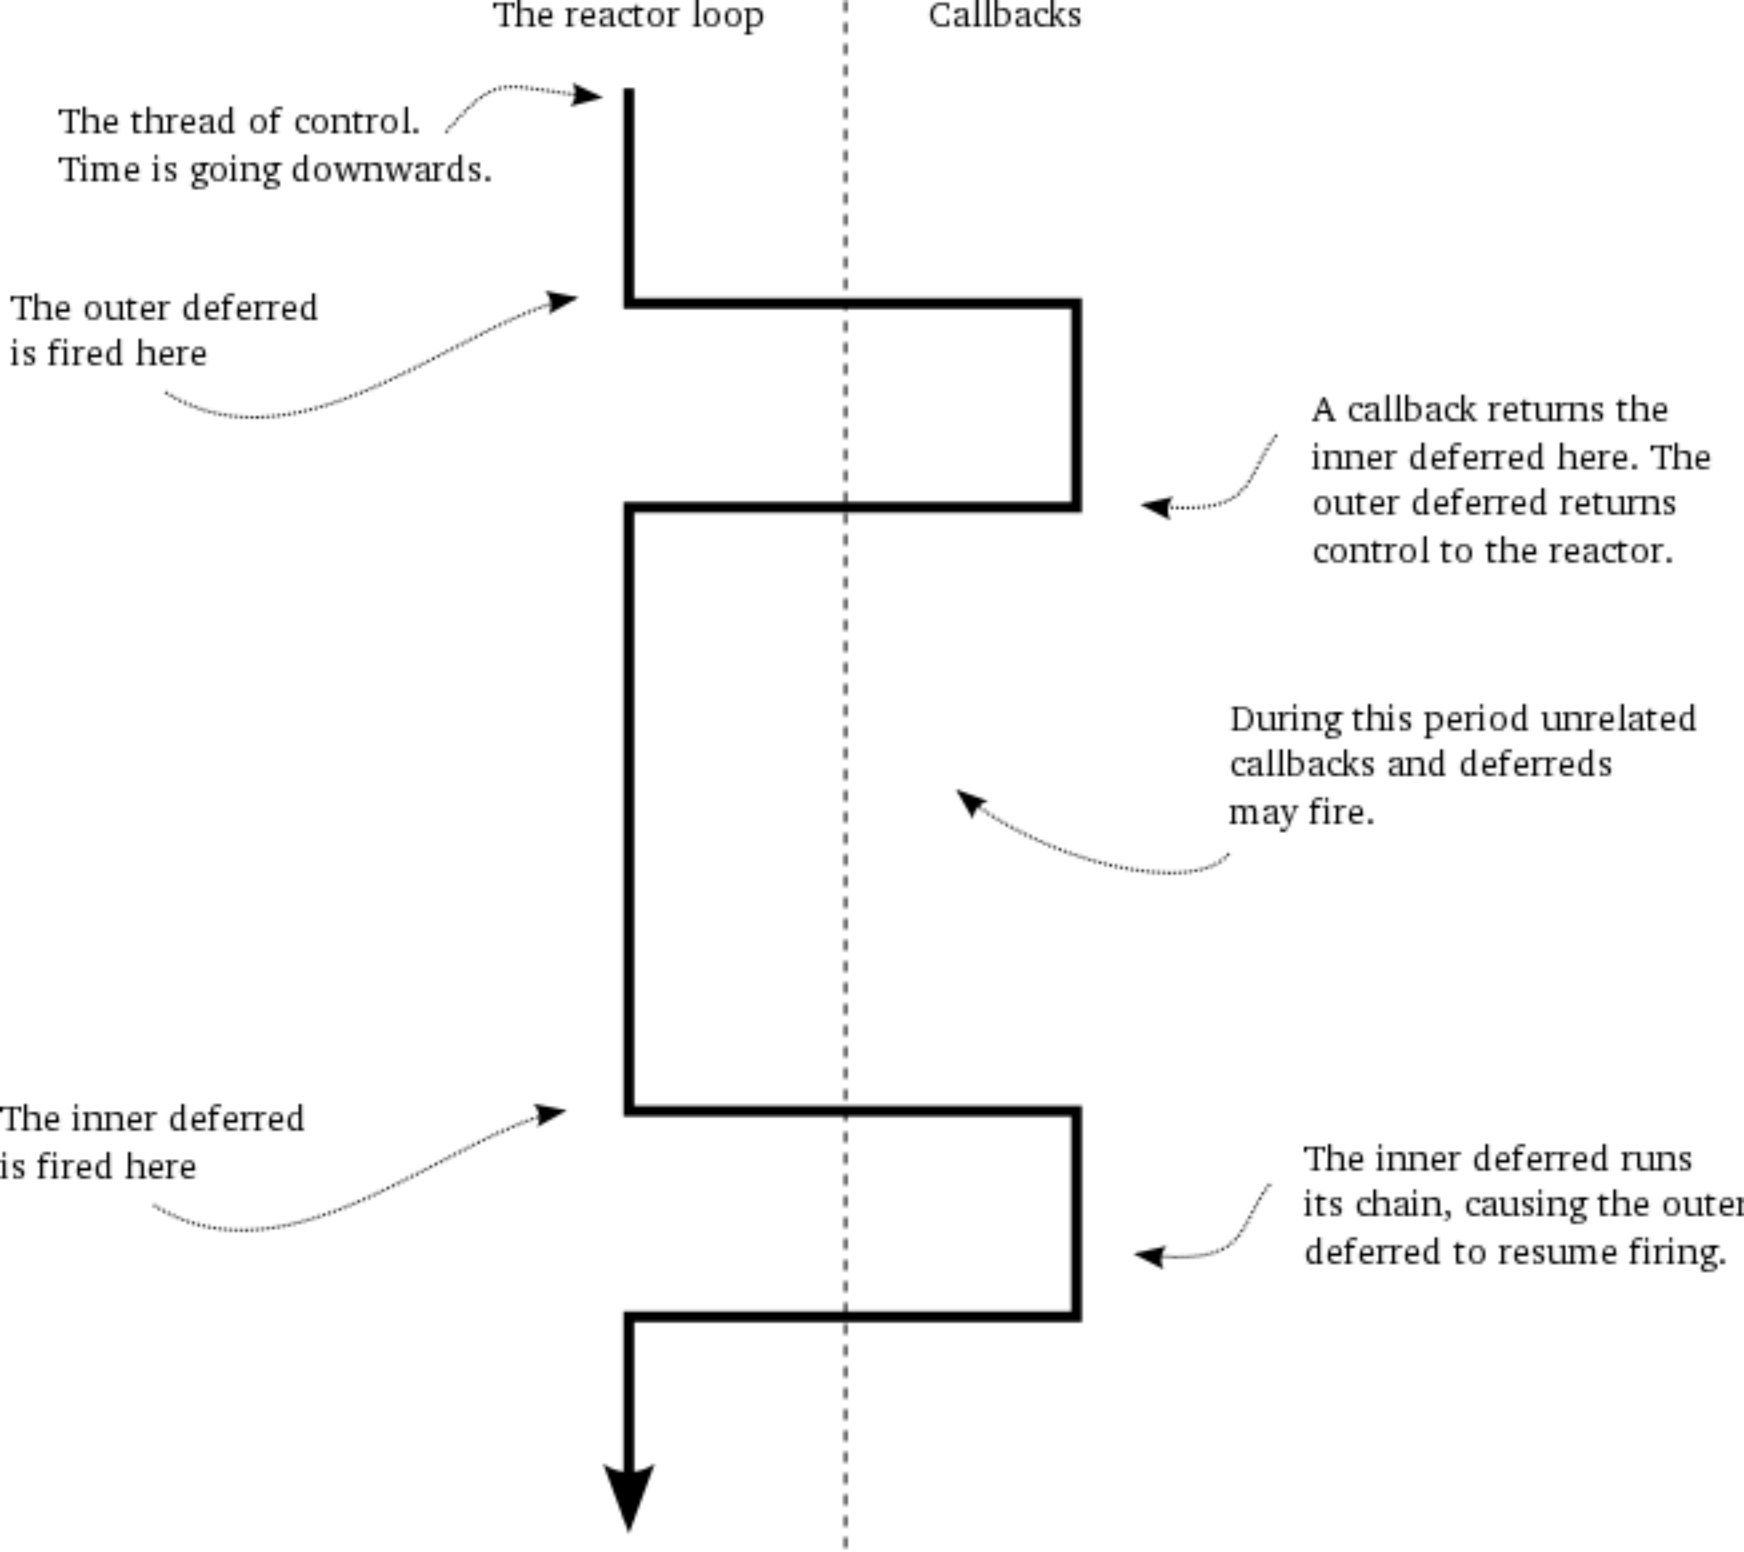 The reactor loop
Callbacks
The thread of control.
Time is going downwards.
The outer deferred
is fired here
A callback returns the
inner deferred here. The
outer deferred returns
control to the reactor.
During this period unrelated
callbacks and deferreds
may fire.
The inner deferred
is fired here
The inner deferred runs
its chain, causing the outer
deferred to resume firing.